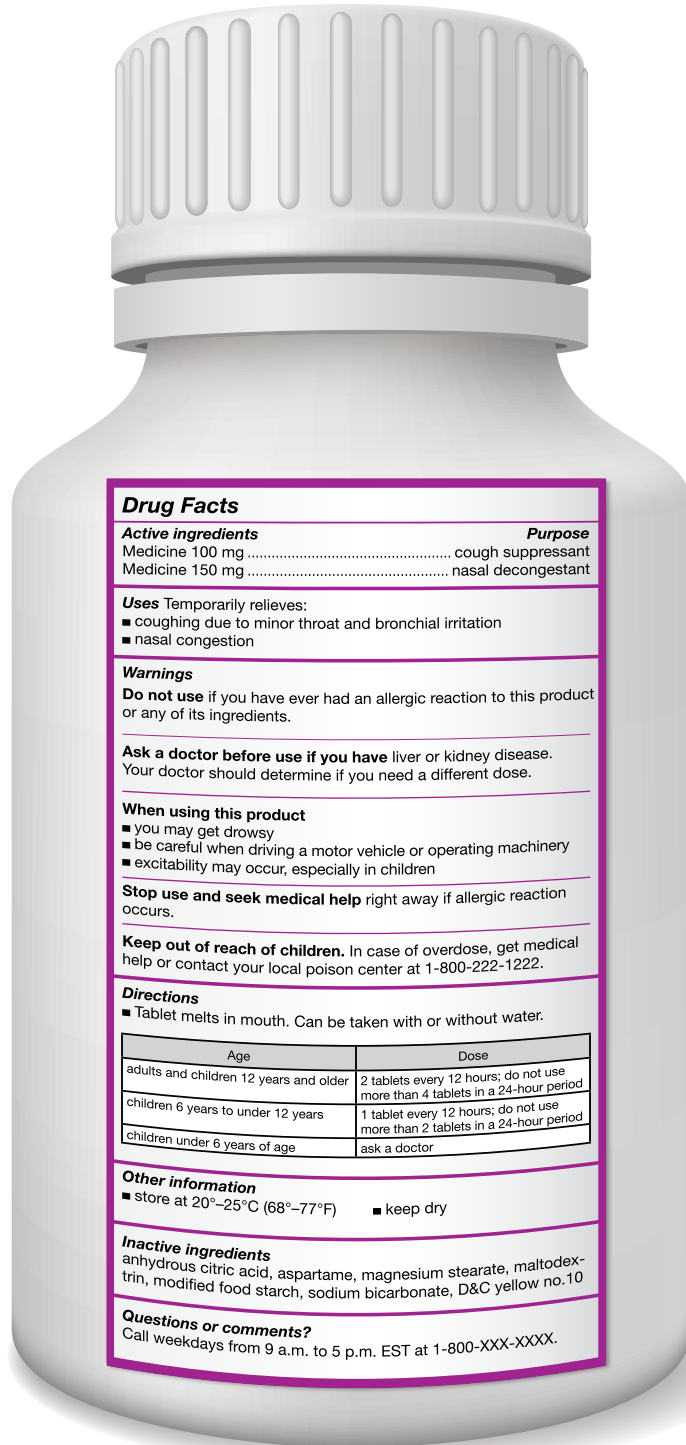 Drug Facts
Active ingredients Purpose
Medicine 100 mg ................................................ cough suppressant
Medicine 150 mg ................................................ nasal decongestant
Uses Temporarily relieves:
■ coughing due to minor throat and bronchial irritation
■ nasal congestion
Warnings
Do not use if you have ever had an allergic reaction to this product
or any of its ingredients.
Ask a doctor before use if you have liver or kidney disease.
Your doctor should determine if you need a different dose.
When using this product
■ you may get drowsy
■ be careful when driving a motor vehicle or operating machinery
■ excitability may occur, especially in children
Stop use and seek medical help right away if allergic reaction
occurs.
Keep out of reach of children. In case of overdose, get medical
help or contact your local poison center at 1-800-222-1222.
Directions
■ Tablet melts in mouth. Can be taken with or without water.
Age Dose
adults and children 12 years and older 2 tablets every 12 hours; do not use
more than 4 tablets in a 24-hour period
children 6 years to under 12 years 1 tablet every 12 hours; do not use
more than 2 tablets in a 24-hour period
children under 6 years of age ask a doctor
Other information
■ store at 20°–25°C (68°–77°F) ■ keep dry
Inactive ingredients
anhydrous citric acid, aspartame, magnesium stearate, maltodex-
trin, modified food starch, sodium bicarbonate, D&C yellow no.10
Questions or comments?
Call weekdays from 9 a.m. to 5 p.m. EST at 1-800-XXX-XXXX.